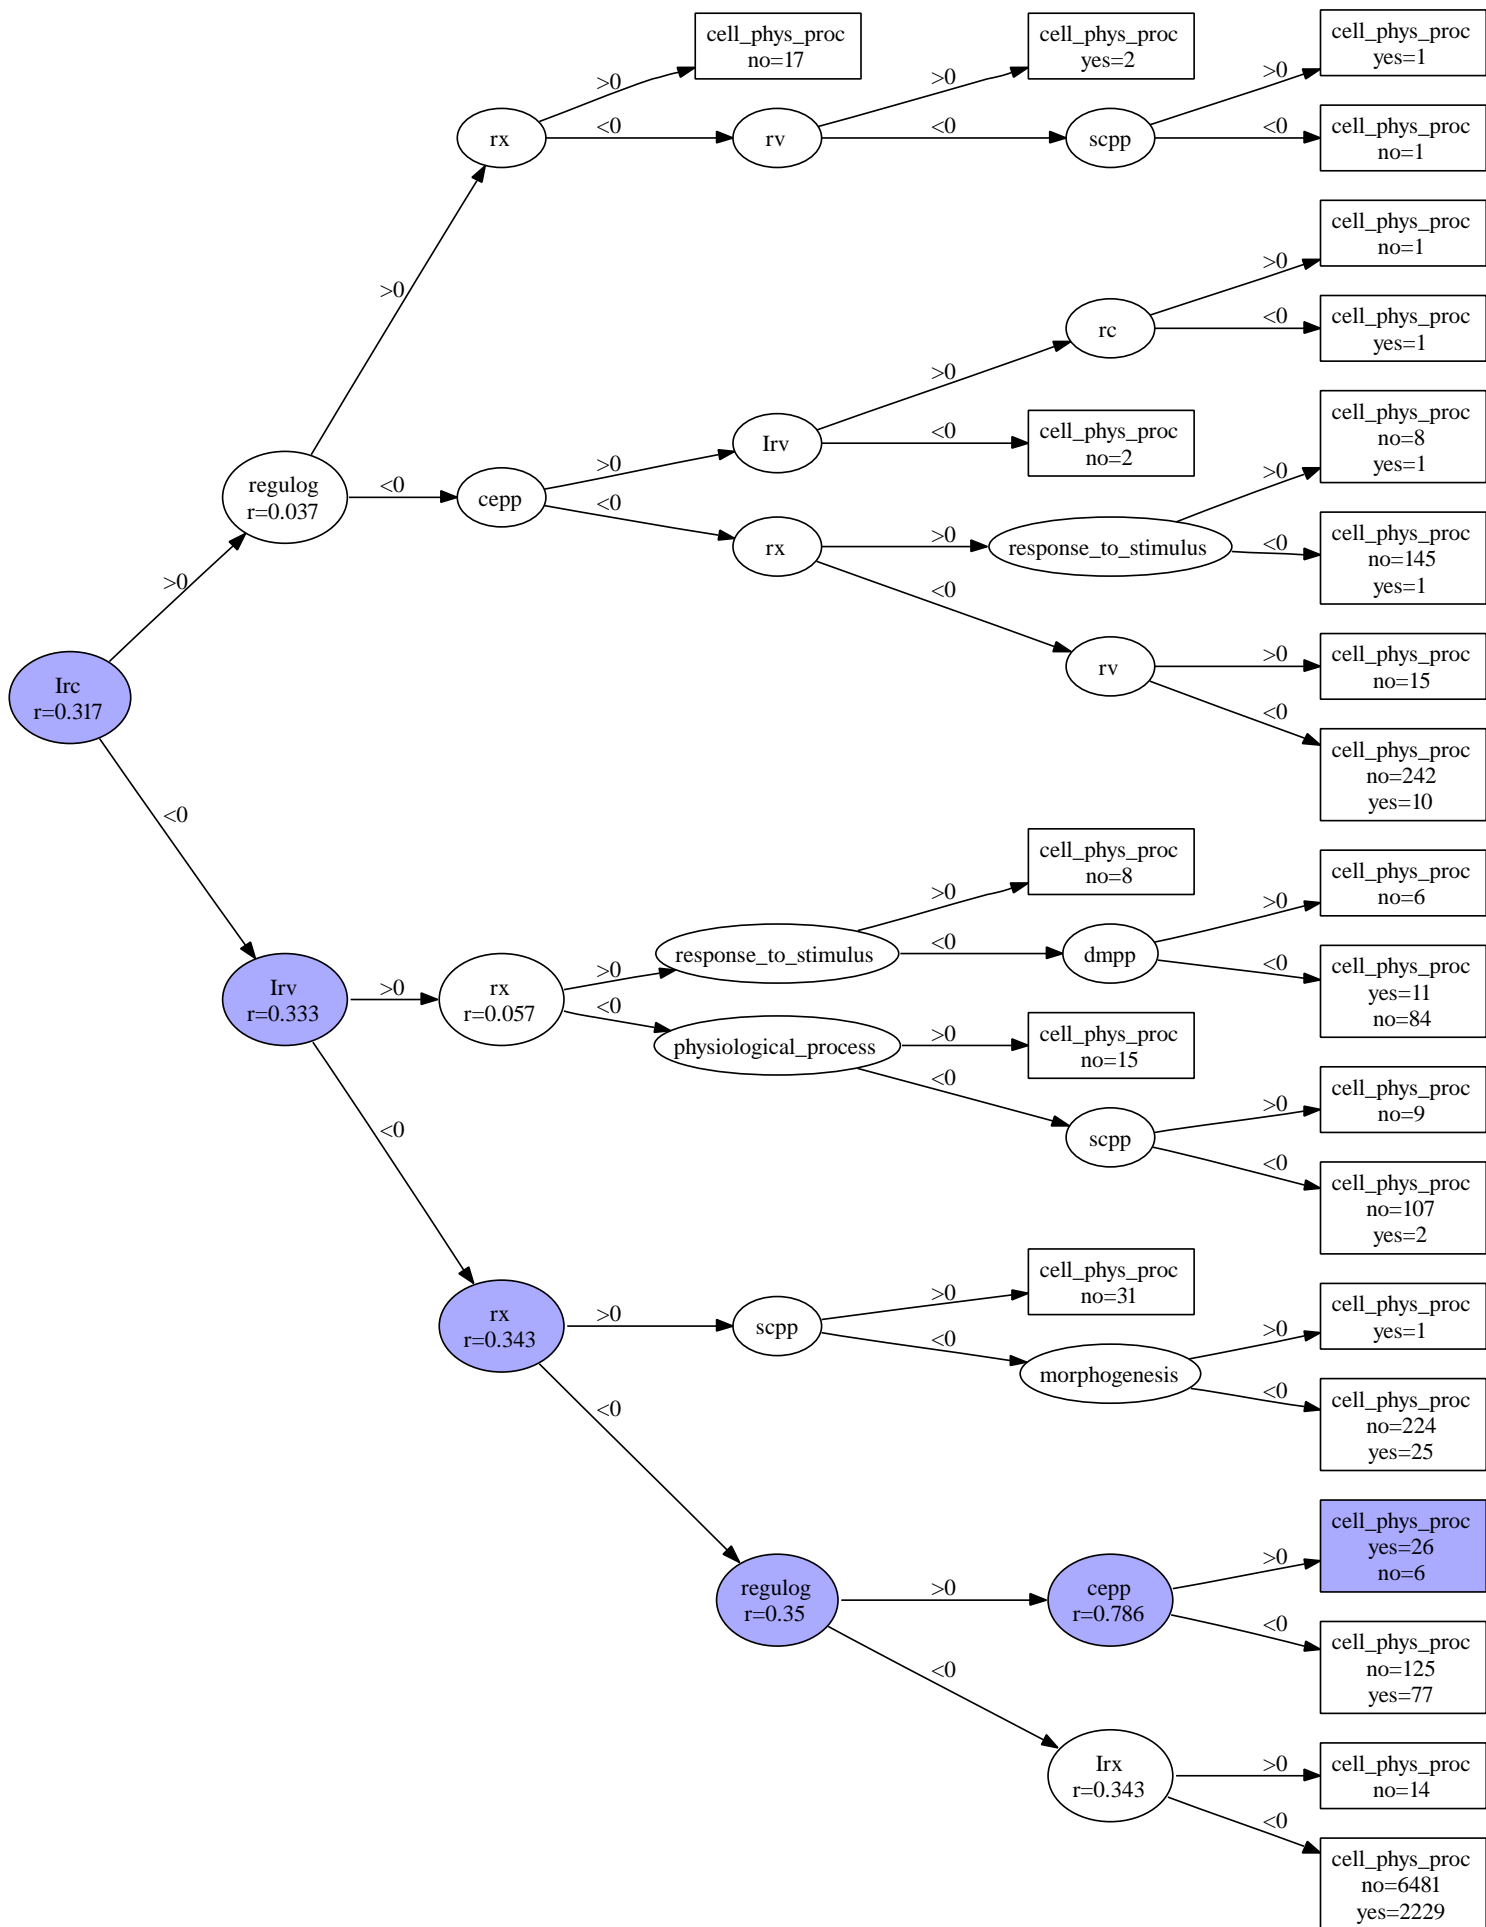 cell_phys_proc
no=17
cell_phys_proc
yes=2
cell_phys_proc
yes=1
>0
>0
>0
rx
<0
rv
<0
scpp
<0
cell_phys_proc
no=1
cell_phys_proc
no=1
>0
>0
rc
<0
cell_phys_proc
yes=1
>0
Irv
<0
cell_phys_proc
no=2
cell_phys_proc
no=8
yes=1
>0
>0
regulog
r=0.037
<0
cepp
<0
rx
>0
response_to_stimulus
<0
cell_phys_proc
no=145
yes=1
>0
<0
rv
>0
cell_phys_proc
no=15
Irc
r=0.317
<0
cell_phys_proc
no=242
yes=10
<0
cell_phys_proc
no=8
>0
cell_phys_proc
no=6
>0
response_to_stimulus
<0
dmpp
<0
cell_phys_proc
yes=11
no=84
Irv
r=0.333
>0
rx
r=0.057
>0
<0
physiological_process
>0
cell_phys_proc
no=15
<0
>0
cell_phys_proc
no=9
scpp
<0
cell_phys_proc
no=107
yes=2
<0
cell_phys_proc
no=31
>0
rx
r=0.343
>0
scpp
<0
>0
cell_phys_proc
yes=1
morphogenesis
<0
cell_phys_proc
no=224
yes=25
<0
cell_phys_proc
yes=26
no=6
>0
regulog
r=0.35
>0
cepp
r=0.786
<0
cell_phys_proc
no=125
yes=77
<0
Irx
r=0.343
>0
cell_phys_proc
no=14
<0
cell_phys_proc
no=6481
yes=2229